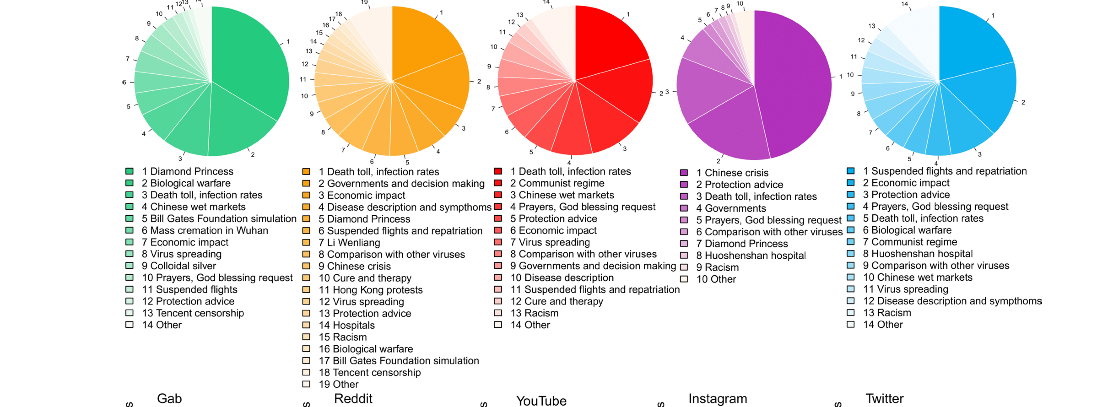 1 Diamond Princess
2 Biological warfare
3 Death toll, infection rates
4 Chinese wet markets
5 Bill Gates Foundation simulation
6 Mass cremation in Wuhan
7 Economic impact
8 Virus spreading
9 Colloidal silver
10 Prayers, God blessing request
11 Suspended flights
12 Protection advice
13 Tencent censorship
14 Other
1 Death toll, infection rates
2 Governments and decision making
3 Economic impact
4 Disease description and sympthoms
5 Diamond Princess
6 Suspended flights and repatriation
7 Li Wenliang
8 Comparison with other viruses
9 Chinese crisis
10 Cure and therapy
11 Hong Kong protests
12 Virus spreading
13 Protection advice
14 Hospitals
15 Racism
16 Biological warfare
17 Bill Gates Foundation simulation
18 Tencent censorship
19 Other
1 Death toll, infection rates
2 Communist regime
3 Chinese wet markets
4 Prayers, God blessing request
5 Protection advice
6 Economic impact
7 Virus spreading
8 Comparison with other viruses
9 Governments and decision making
10 Disease description
11 Suspended flights and repatriation
12 Cure and therapy
13 Racism
14 Other
1 Chinese crisis
2 Protection advice
3 Death toll, infection rates
4 Governments
5 Prayers, God blessing request
6 Comparison with other viruses
7 Diamond Princess
8 Huoshenshan hospital
9 Racism
10 Other
1 Suspended flights and repatriation
2 Economic impact
3 Protection advice
4 Prayers, God blessing request
5 Death toll, infection rates
6 Biological warfare
7 Communist regime
8 Huoshenshan hospital
9 Comparison with other viruses
10 Chinese wet markets
11 Virus spreading
12 Disease description and sympthoms
13 Racism
14 Other
Gab
Reddit
YouTube
Instagram
Twitter